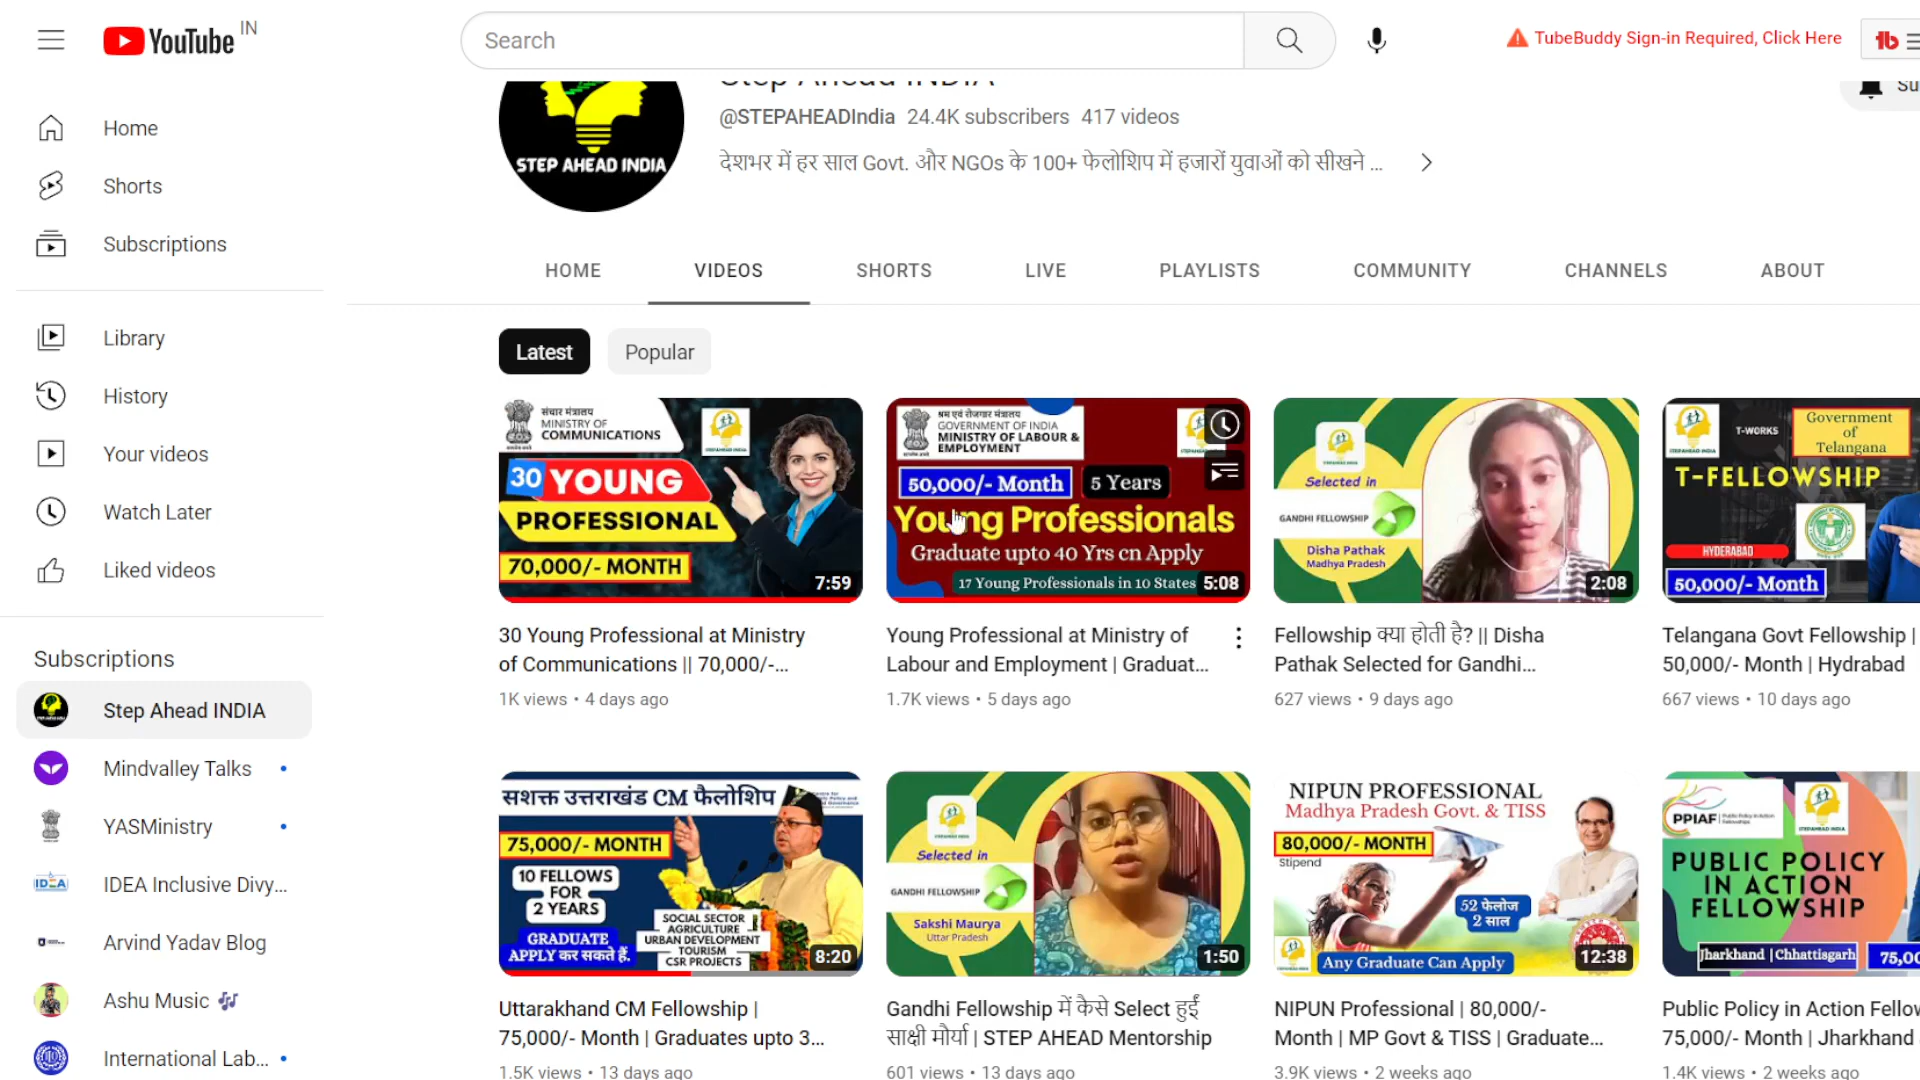 YouTube IN
Search
TubeBuddy Sign-in Required, Click Here
Home
Shorts
Subscriptions
Library
History
Your videos
Watch Later
Liked videos
Subscriptions
Step Ahead INDIA
Mindvalley Talks
YASMinistry
IDEA Inclusive Divy...
Arvind Yadav Blog
Ashu Music
International Lab...
STEP AHEAD INDIA
Step Ahead INDIA
@STEPAHEADIndia 24.4K subscribers 417 videos
देशभर में हर साल Govt. और NGOs के 100+ फेलोशिप में हजारों युवाओं को सीखने ...
Su
HOME VIDEOS SHORTS LIVE PLAYLISTS COMMUNITY CHANNELS ABOUT
Latest Popular
संचार मंत्रालय
MINISTRY OF
COMMUNICATIONS
30 YOUNG
PROFESSIONAL
70,000/- MONTH
7:59
30 Young Professional at Ministry
of Communications || 70,000/-...
1K views • 4 days ago
श्रम एवं रोजगार मंत्रालय
GOVERNMENT OF INDIA
MINISTRY OF LABOUR &
EMPLOYMENT
50,000/- Month 5 Years
Young Professionals
Graduate upto 40 Yrs cn Apply
17 Young Professionals in 10 States
5:08
Young Professional at Ministry of
Labour and Employment | Graduat...
1.7K views • 5 days ago
Selected in
GANDHI FELLOWSHIP
Disha Pathak
Madhya Pradesh
2:08
Fellowship क्या होती है? || Disha
Pathak Selected for Gandhi...
627 views • 9 days ago
T-WORKS
Government
of
Telangana
T-FELLOWSHIP
HYDERABAD
50,000/- Month
Telangana Govt Fellowship |
50,000/- Month | Hydrabad
667 views • 10 days ago
सशक्त उत्तराखंड CM फैलोशिप
75,000/- MONTH
10 FELLOWS
FOR
2 YEARS
GRADUATE
APPLY कर सकते हैं.
SOCIAL SECTOR
AGRICULTURE
URBAN DEVELOPMENT
TOURISM
CSR PROJECTS
8:20
Uttarakhand CM Fellowship |
75,000/- Month | Graduates upto 3...
1.5K views • 13 days ago
Selected in
GANDHI FELLOWSHIP
Sakshi Maurya
Uttar Pradesh
1:50
Gandhi Fellowship में कैसे Select हुईं
साक्षी मौर्या | STEP AHEAD Mentorship
601 views • 13 days ago
NIPUN PROFESSIONAL
Madhya Pradesh Govt. & TISS
80,000/- MONTH
Stipend
52 फेलोज
2 साल
Any Graduate Can Apply
12:38
NIPUN Professional | 80,000/-
Month | MP Govt & TISS | Graduate...
3.9K views • 2 weeks ago
PPIAF
STEPAHEAD INDIA
PUBLIC POLICY
IN ACTION
FELLOWSHIP
Jharkhand | Chhattisgarh
75,00
Public Policy in Action Fellow
75,000/- Month | Jharkhand
1.4K views • 2 weeks ago